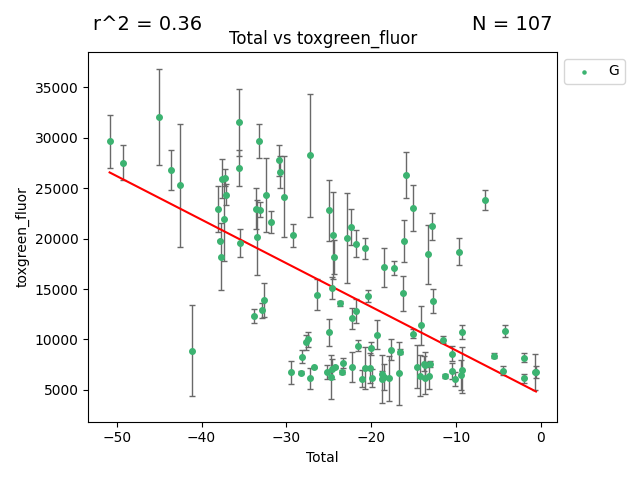 r^2 = 0.36
N = 107
Total vs toxgreen_fluor
G
35000
30000
25000
20000
15000
10000
5000
toxgreen_fluor
−50
−40
−30
−20
−10
0
Total